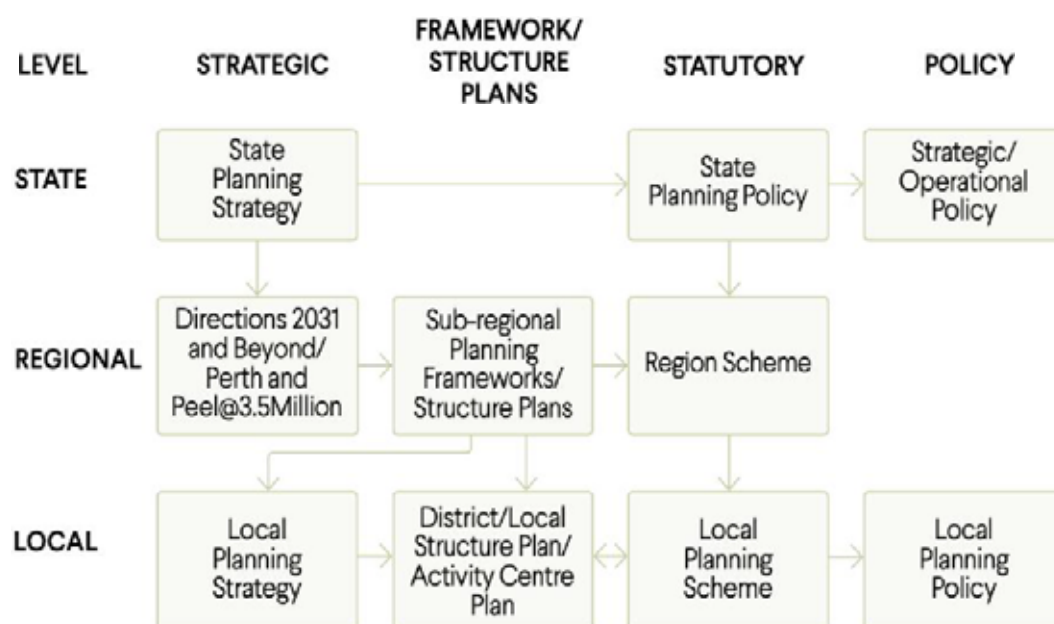 LEVEL
STRATEGIC
FRAMEWORK/
STRUCTURE
PLANS
STATUTORY
POLICY
STATE
State
Planning
Strategy
State
Planning Policy
Strategic/
Operational
Policy
REGIONAL
Directions 2031
and Beyond/
Perth and
Peel@3.5Million
Sub-regional
Planning
Frameworks/
Structure Plans
Region Scheme
LOCAL
Local
Planning
Strategy
District/Local
Structure Plan/
Activity Centre
Plan
Local
Planning
Scheme
Local
Planning
Policy